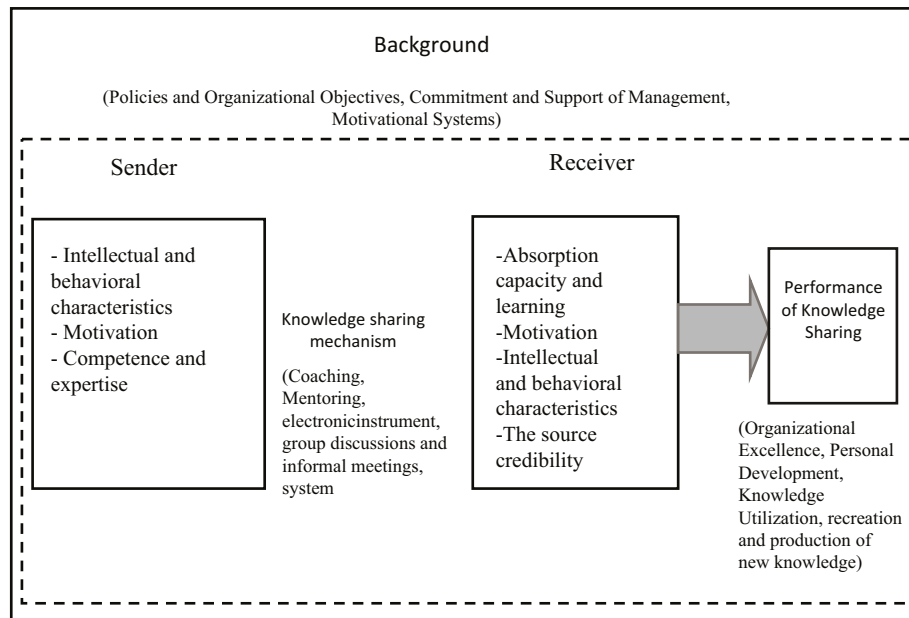 Background
(Policies and Organizational Objectives, Commitment and Support of Management,
Motivational Systems)
Sender
- Intellectual and
behavioral
characteristics
- Motivation
- Competence and
expertise
Knowledge sharing
mechanism
(Coaching,
Mentoring,
electronicinstrument,
group discussions and
informal meetings,
system
Receiver
-Absorption
capacity and
learning
-Motivation
-Intellectual
and behavioral
characteristics
-The source
credibility
Performance
of Knowledge
Sharing
(Organizational
Excellence, Personal
Development,
Knowledge
Utilization, recreation
and production of
new knowledge)